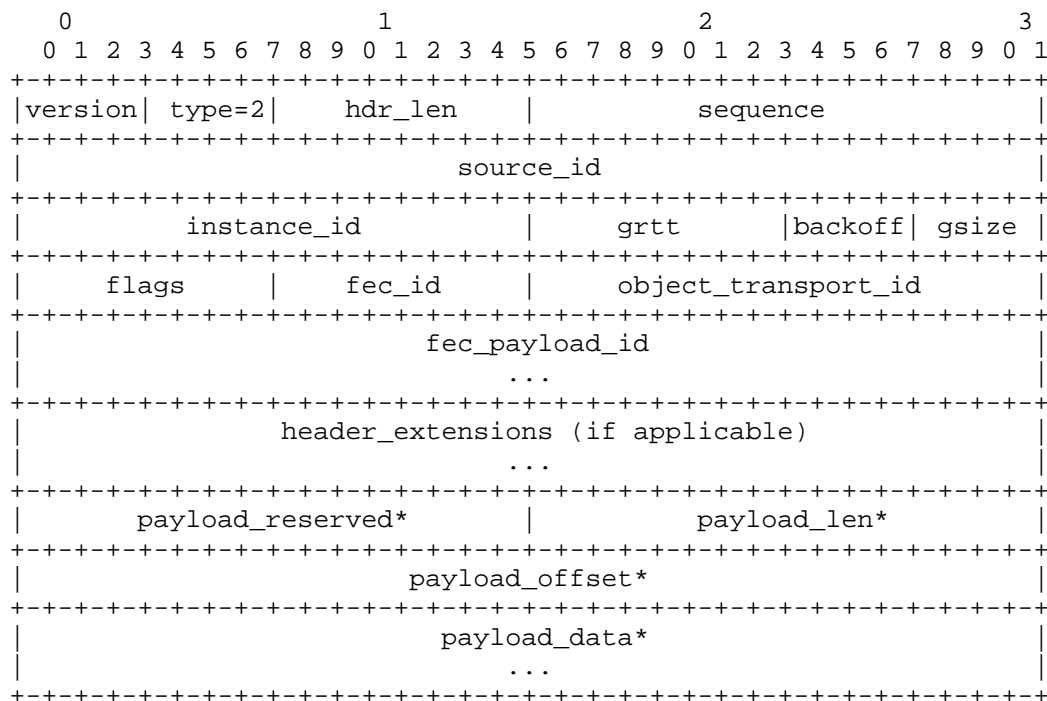 0                   1                   2                   3
 0 1 2 3 4 5 6 7 8 9 0 1 2 3 4 5 6 7 8 9 0 1 2 3 4 5 6 7 8 9 0 1
+-+-+-+-+-+-+-+-+-+-+-+-+-+-+-+-+-+-+-+-+-+-+-+-+-+-+-+-+-+-+-+-+
|version| type=2|    hdr_len    |          sequence             |
+-+-+-+-+-+-+-+-+-+-+-+-+-+-+-+-+-+-+-+-+-+-+-+-+-+-+-+-+-+-+-+-+
|                           source_id                           |
+-+-+-+-+-+-+-+-+-+-+-+-+-+-+-+-+-+-+-+-+-+-+-+-+-+-+-+-+-+-+-+-+
|          instance_id          |     grtt      |backoff| gsize |
+-+-+-+-+-+-+-+-+-+-+-+-+-+-+-+-+-+-+-+-+-+-+-+-+-+-+-+-+-+-+-+-+
|     flags     |    fec_id     |     object_transport_id       |
+-+-+-+-+-+-+-+-+-+-+-+-+-+-+-+-+-+-+-+-+-+-+-+-+-+-+-+-+-+-+-+-+
|                         fec_payload_id                        |
|                              ...                              |
+-+-+-+-+-+-+-+-+-+-+-+-+-+-+-+-+-+-+-+-+-+-+-+-+-+-+-+-+-+-+-+-+
|                header_extensions (if applicable)              |
|                              ...                              |
+-+-+-+-+-+-+-+-+-+-+-+-+-+-+-+-+-+-+-+-+-+-+-+-+-+-+-+-+-+-+-+-+
|       payload_reserved*       |          payload_len*         |
+-+-+-+-+-+-+-+-+-+-+-+-+-+-+-+-+-+-+-+-+-+-+-+-+-+-+-+-+-+-+-+-+
|                        payload_offset*                        |
+-+-+-+-+-+-+-+-+-+-+-+-+-+-+-+-+-+-+-+-+-+-+-+-+-+-+-+-+-+-+-+-+
|                          payload_data*                        |
|                              ...                              |
+-+-+-+-+-+-+-+-+-+-+-+-+-+-+-+-+-+-+-+-+-+-+-+-+-+-+-+-+-+-+-+-+